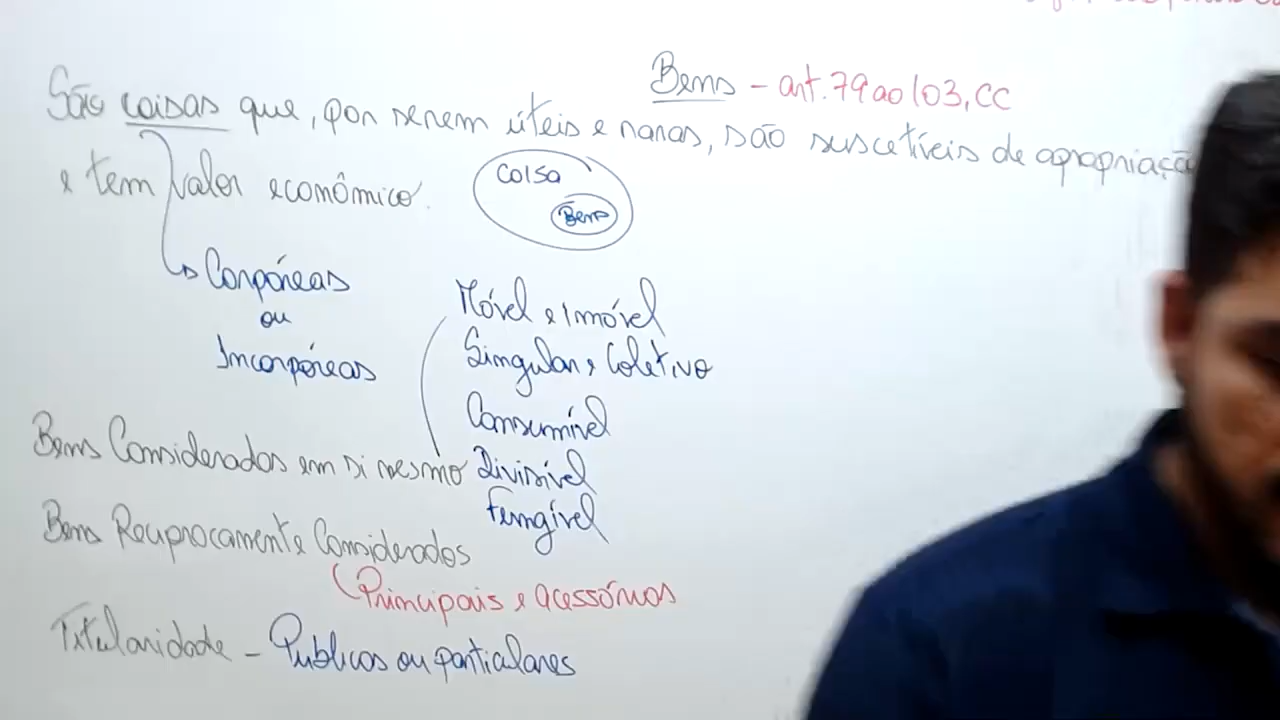 Bens - art. 79 ao 103, CC
São coisas que, por serem úteis e raras, são suscetíveis de apropriação
e tem valor econômico.
Coisa
Bens
Corpóreas
ou
Incorpóreas
Móvel e Imóvel
Singular e Coletivo
Consumível
Divisível
Fungível
Bens Considerados em si mesmo
Bens Reciprocamente Considerados
Principais e acessórios
Titularidade - Públicos ou particulares